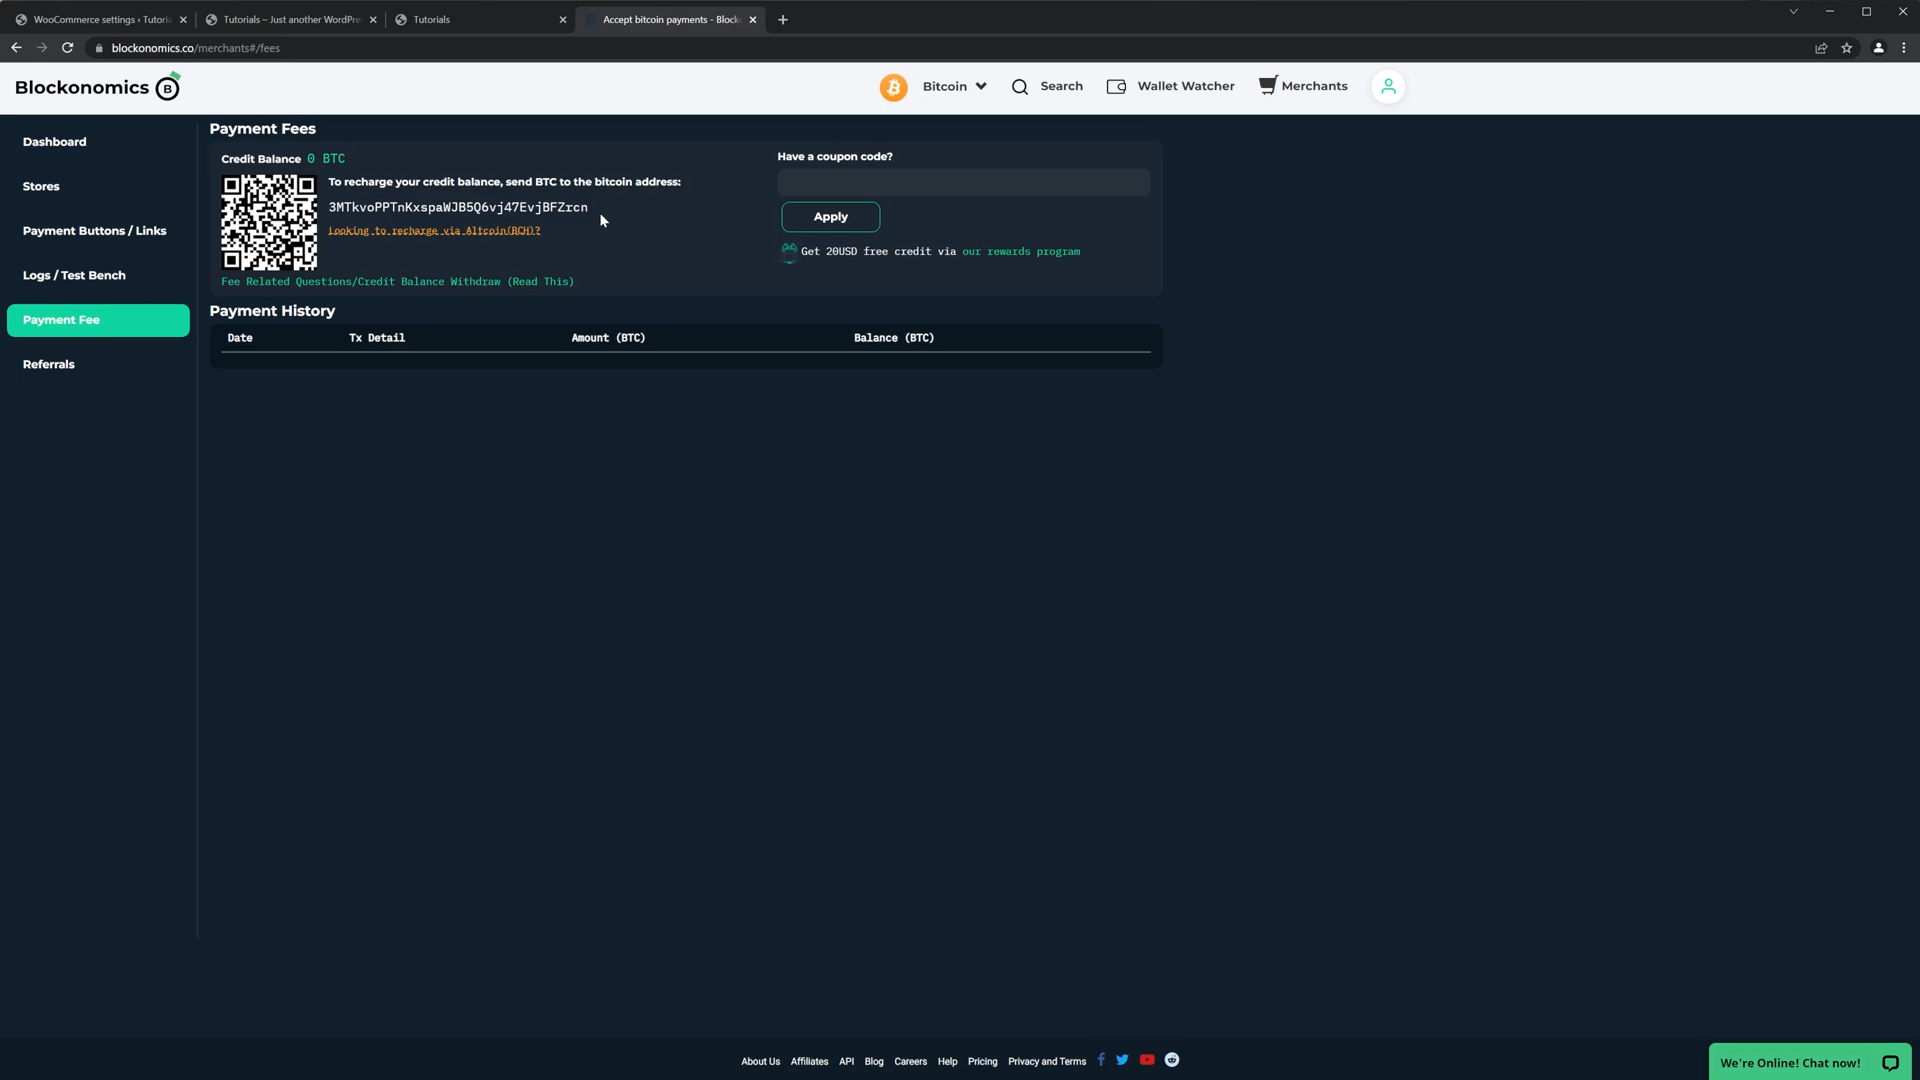 WooCommerce settings ‹ Tutoria
Tutorials – Just another WordPre
Tutorials
Accept bitcoin payments - Blocko
blockonomics.co/merchants#/fees
Blockonomics
Bitcoin
Search
Wallet Watcher
Merchants
Dashboard
Stores
Payment Buttons / Links
Logs / Test Bench
Payment Fee
Referrals
Payment Fees
Credit Balance 0 BTC
To recharge your credit balance, send BTC to the bitcoin address:
3MTkvoPPTnKxspaWJB5Q6vj47EvjBFZrcn
Looking to recharge via Altcoin(BCH)?
Fee Related Questions/Credit Balance Withdraw (Read This)
Have a coupon code?
Apply
Get 20USD free credit via our rewards program
Payment History
Date Tx Detail Amount (BTC) Balance (BTC)
About Us Affiliates API Blog Careers Help Pricing Privacy and Terms
We're Online! Chat now!